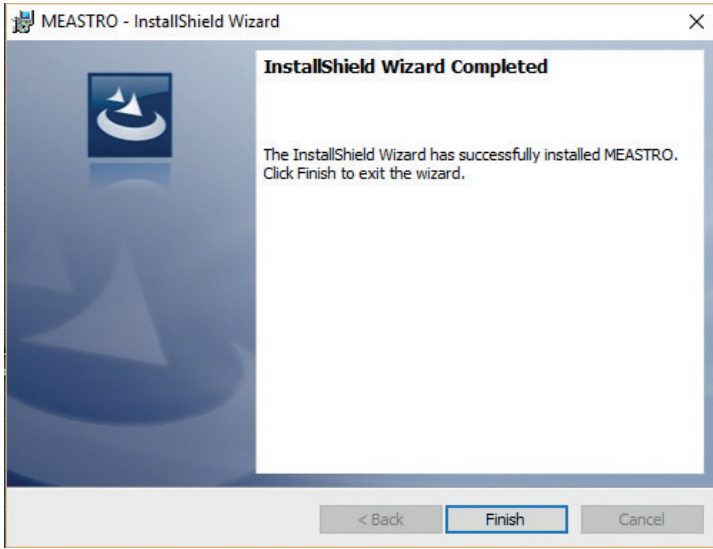 MEASTRO - InstallShield Wizard
InstallShield Wizard Completed
The InstallShield Wizard has successfully installed MEASTRO.
Click Finish to exit the wizard.
< Back
Finish
Cancel